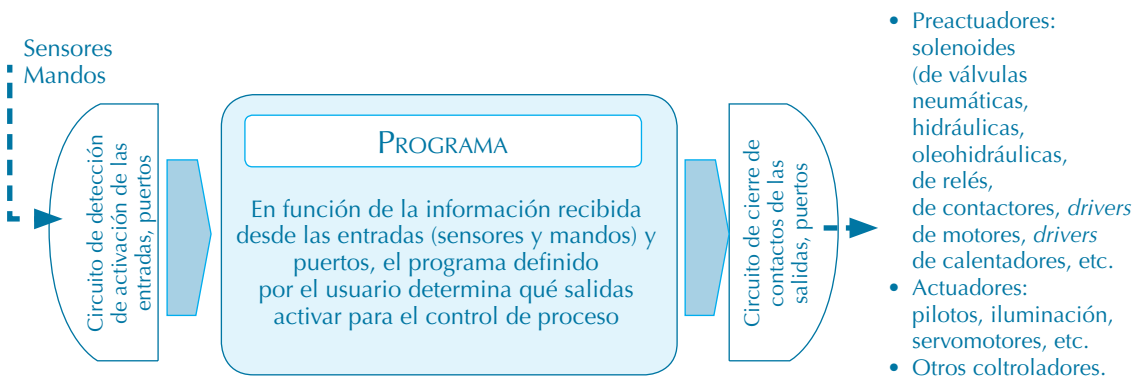 Sensores
Mandos
Circuito de detección
de activación de las
entradas, puertos
PROGRAMA
En función de la información recibida
desde las entradas (sensores y mandos) y
puertos, el programa definido
por el usuario determina qué salidas
activar para el control de proceso
Circuito de cierre de
contactos de las
salidas, puertos
• Preactuadores:
solenoides
(de válvulas
neumáticas,
hidráulicas,
oleohidráulicas,
de relés,
de contactores, drivers
de motores, drivers
de calentadores, etc.
• Actuadores:
pilotos, iluminación,
servomotores, etc.
• Otros coltroladores.